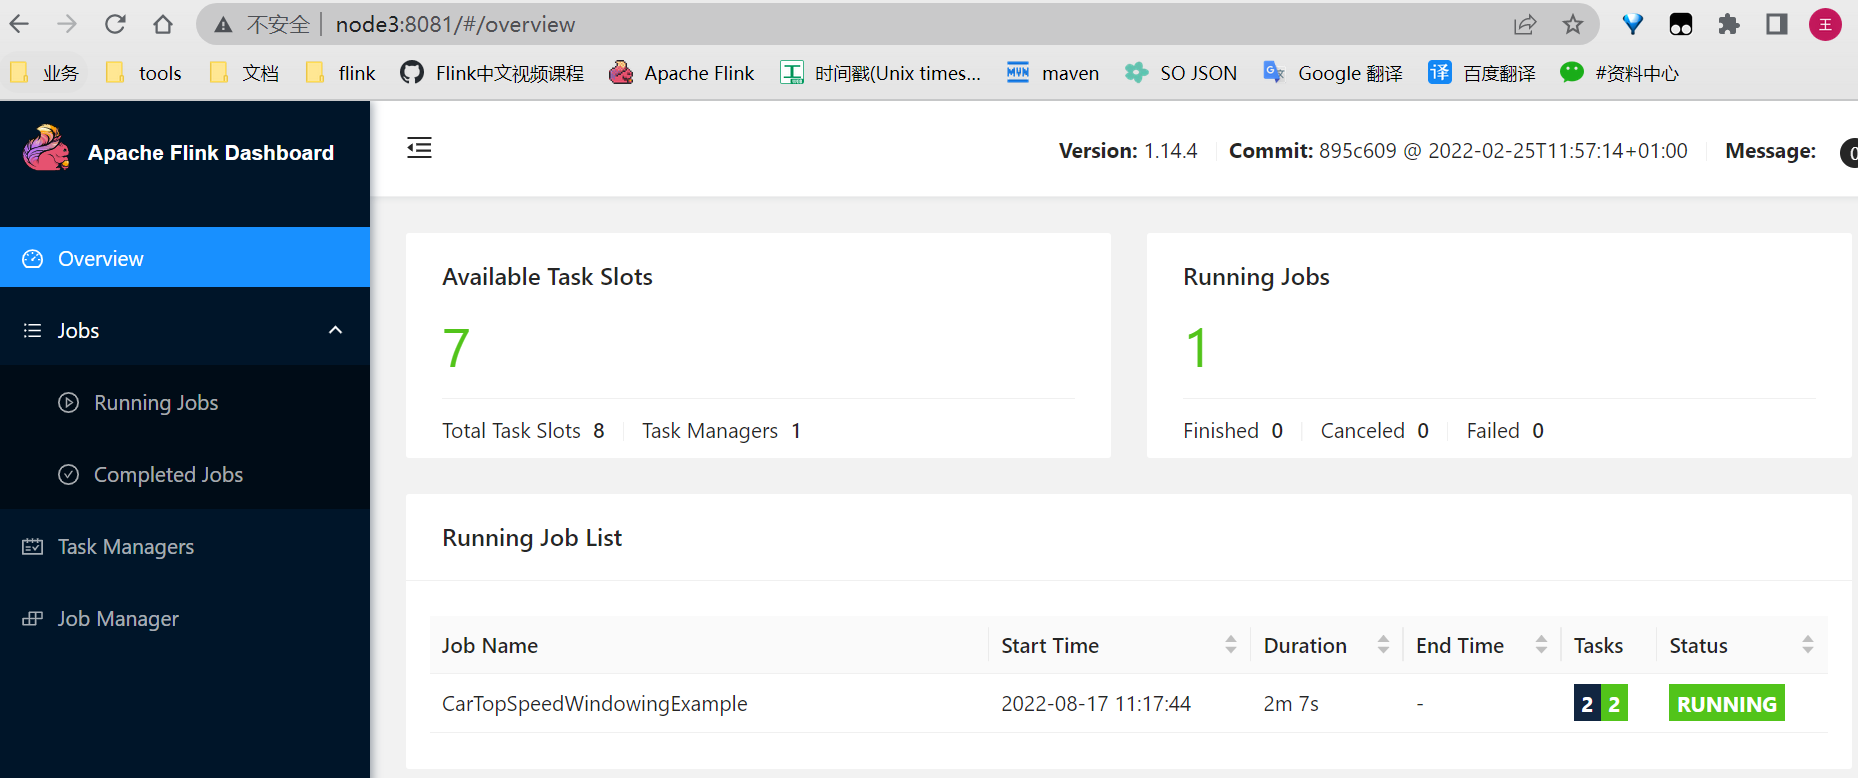 不安全 node3:8081/#/overview 王
业务 tools 文档 flink Flink中文视频课程 Apache Flink 工 时间戳(Unix times... MVN maven SO JSON G Google 翻译 译 百度翻译 #资料中心
Apache Flink Dashboard
Version: 1.14.4 Commit: 895c609 @ 2022-02-25T11:57:14+01:00 Message: 0
Overview
Jobs
Running Jobs
Completed Jobs
Task Managers
Job Manager
Available Task Slots
7
Total Task Slots 8 Task Managers 1
Running Jobs
1
Finished 0 Canceled 0 Failed 0
Running Job List
Job Name Start Time Duration End Time Tasks Status
CarTopSpeedWindowingExample 2022-08-17 11:17:44 2m 7s - 2 2 RUNNING